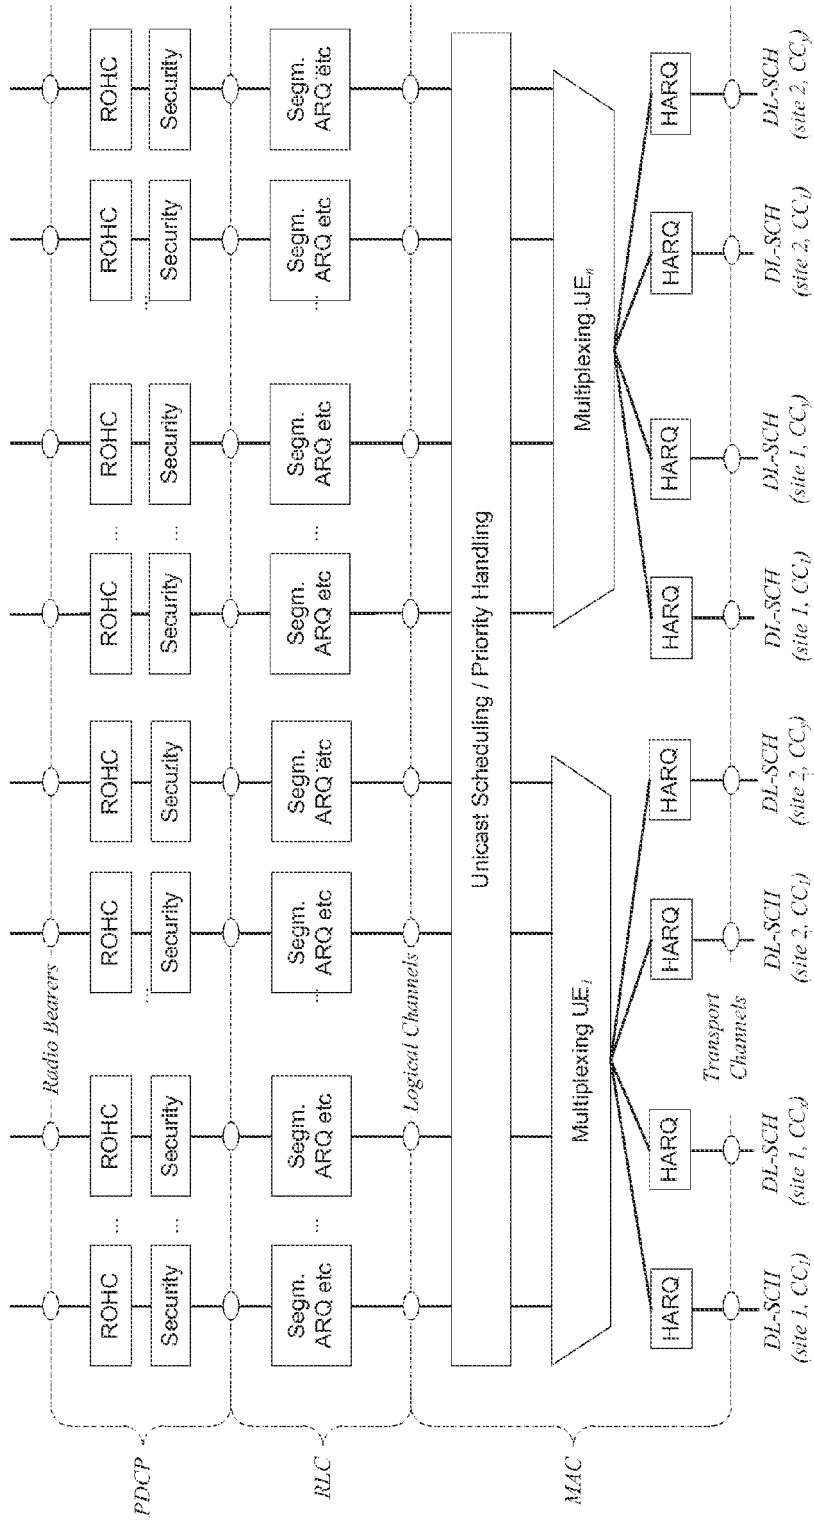 Radio Bearers
PDCP
ROHC ... ROHC ROHC ROHC ROHC ... ROHC ROHC ROHC
Security ... Security ... Security Security Security ... Security ... Security Security
RLC
Segm. Segm. Segm. Segm. Segm. Segm. Segm. Segm.
ARQ etc ... ARQ etc ... ARQ etc ARQ etc ARQ etc ... ARQ etc ... ARQ etc ARQ etc
Logical Channels
MAC
Unicast Scheduling / Priority Handling
Multiplexing UE₁ Multiplexing UEₙ
HARQ HARQ HARQ HARQ HARQ HARQ HARQ HARQ
Transport
Channels
DL-SCH DL-SCH DL-SCH DL-SCH DL-SCH DL-SCH DL-SCH DL-SCH
(site 1, CC₁) (site 1, CCₓ) (site 2, CC₁) (site 2, CCy) (site 1, CC₁) (site 2, CC₁) (site 2, CCy)